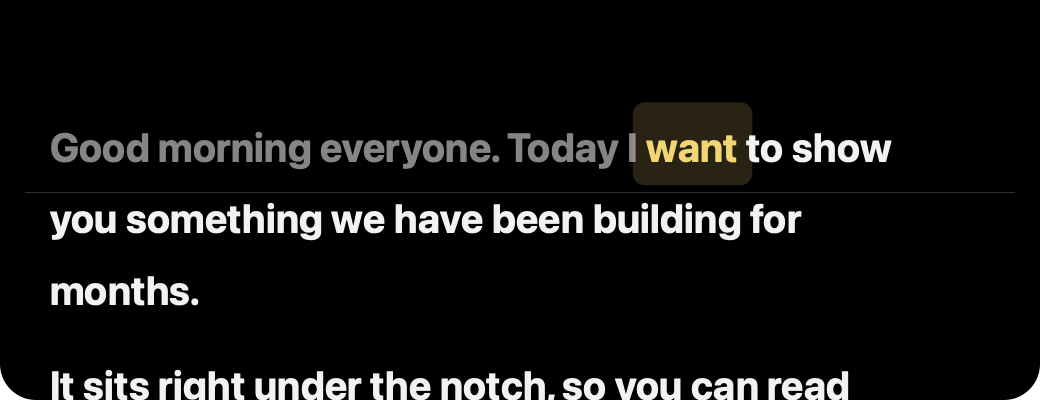 Good morning everyone. Today I want to show
you something we have been building for
months.
It sits right under the notch, so you can read